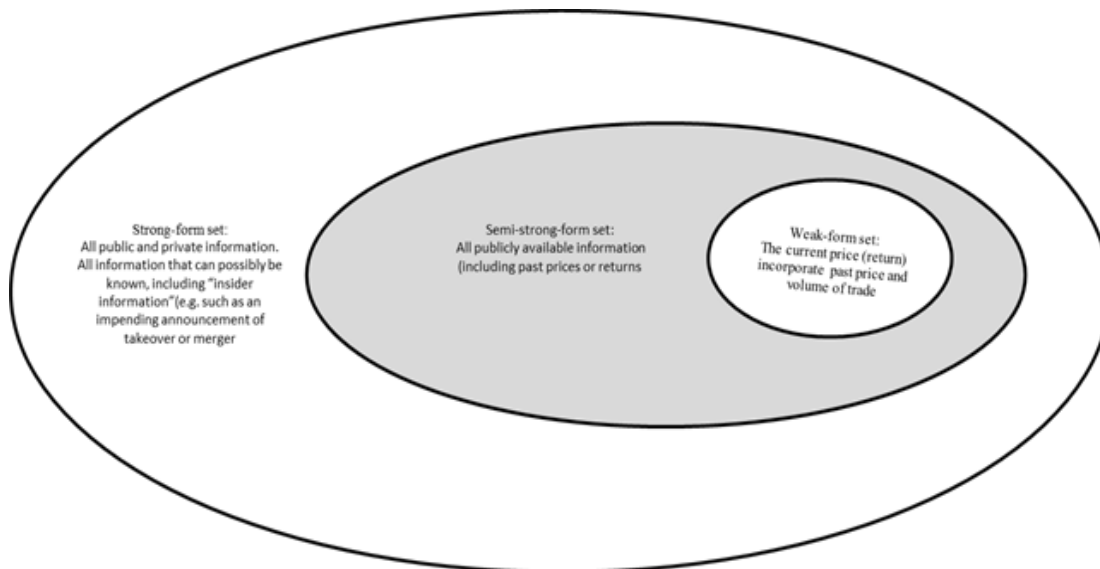 Strong-form set:
All public and private information.
All information that can possibly be
known, including “insider
information”(e.g. such as an
impending announcement of
takeover or merger
Semi-strong-form set:
All publicly available information
(including past prices or returns
Weak-form set:
The current price (return)
incorporate past price and
volume of trade